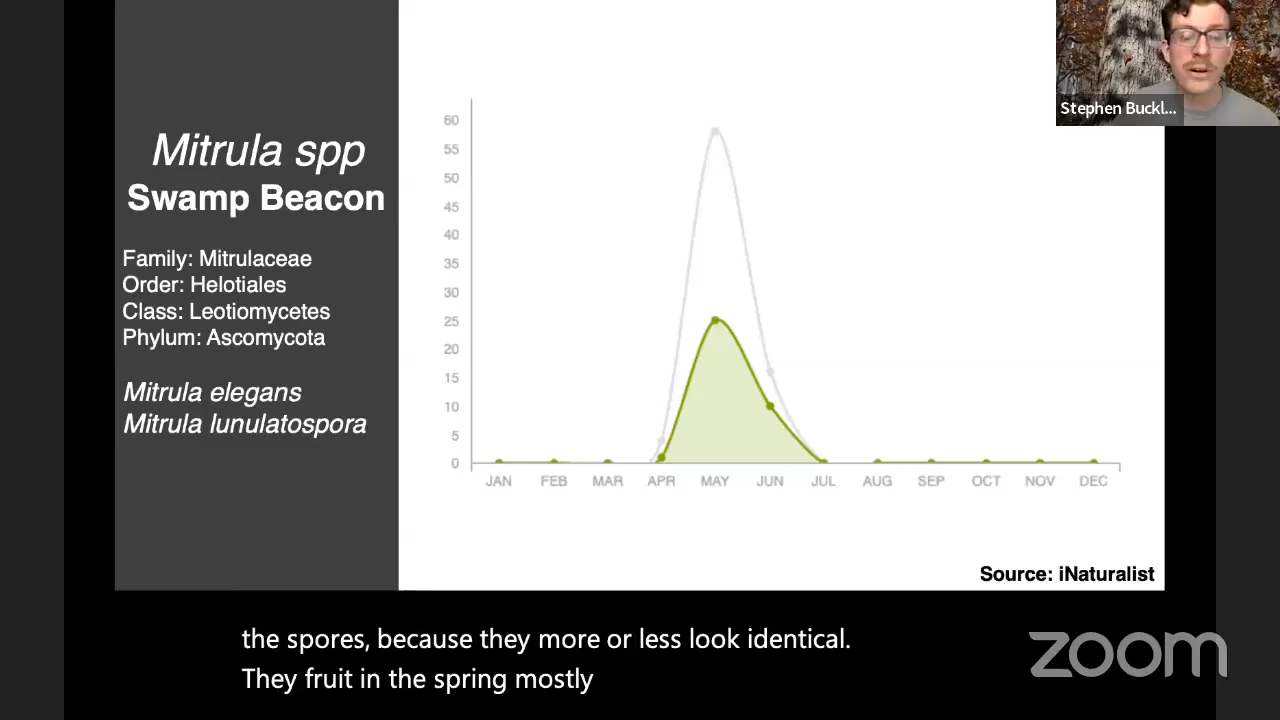 Stephen Buckl...
Mitrula spp
Swamp Beacon
Family: Mitrulaceae
Order: Helotiales
Class: Leotiomycetes
Phylum: Ascomycota
Mitrula elegans
Mitrula lunulatospora
60
55
50
45
40
35
30
25
20
15
10
5
0
JAN FEB MAR APR MAY JUN JUL AUG SEP OCT NOV DEC
Source: iNaturalist
the spores, because they more or less look identical.
They fruit in the spring mostly
zoom